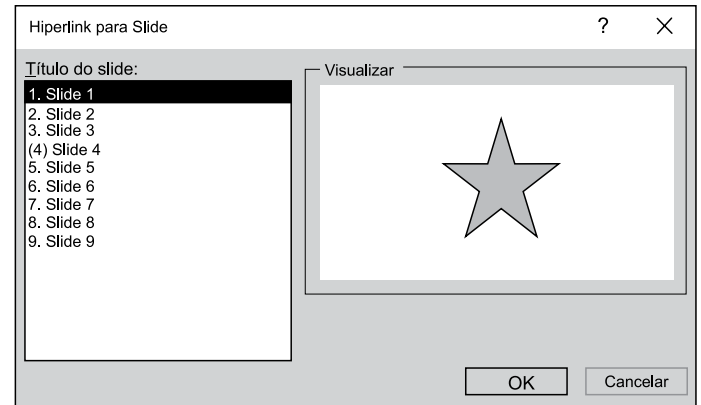 Hiperlink para Slide
?
Título do slide:
1. Slide 1
2. Slide 2
3. Slide 3
(4) Slide 4
5. Slide 5
6. Slide 6
7. Slide 7
8. Slide 8
9. Slide 9
Visualizar
OK
Cancelar